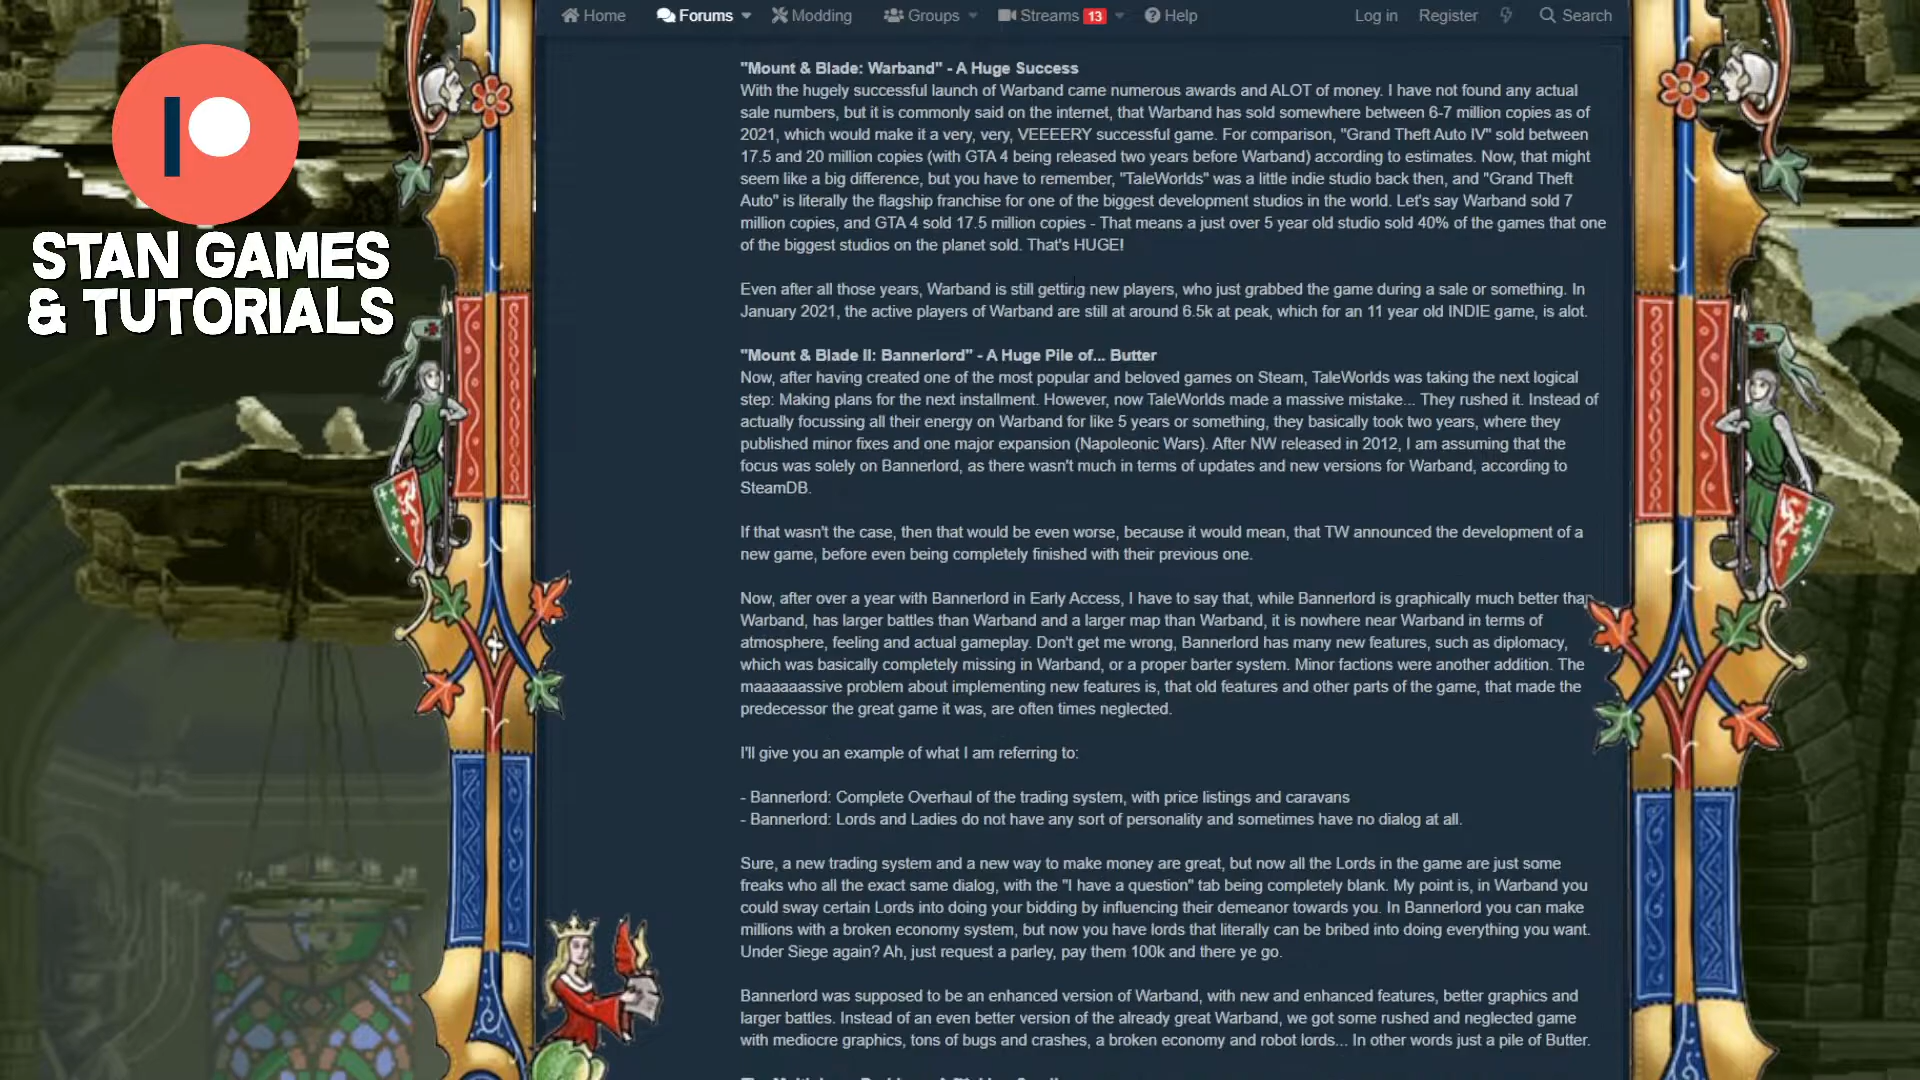 Home Forums Modding Groups Streams 13 Help Log in Register Search
STAN GAMES
& TUTORIALS
"Mount & Blade: Warband" - A Huge Success
With the hugely successful launch of Warband came numerous awards and ALOT of money. I have not found any actual
sale numbers, but it is commonly said on the internet, that Warband has sold somewhere between 6-7 million copies as of
2021, which would make it a very, very, VEEEERY successful game. For comparison, "Grand Theft Auto IV" sold between
17.5 and 20 million copies (with GTA 4 being released two years before Warband) according to estimates. Now, that might
seem like a big difference, but you have to remember, "TaleWorlds" was a little indie studio back then, and "Grand Theft
Auto" is literally the flagship franchise for one of the biggest development studios in the world. Let's say Warband sold 7
million copies, and GTA 4 sold 17.5 million copies - That means a just over 5 year old studio sold 40% of the games that one
of the biggest studios on the planet sold. That's HUGE!
Even after all those years, Warband is still getting new players, who just grabbed the game during a sale or something. In
January 2021, the active players of Warband are still at around 6.5k at peak, which for an 11 year old INDIE game, is alot.
"Mount & Blade II: Bannerlord" - A Huge Pile of... Butter
Now, after having created one of the most popular and beloved games on Steam, TaleWorlds was taking the next logical
step: Making plans for the next installment. However, now TaleWorlds made a massive mistake... They rushed it. Instead of
actually focussing all their energy on Warband for like 5 years or something, they basically took two years, where they
published minor fixes and one major expansion (Napoleonic Wars). After NW released in 2012, I am assuming that the
focus was solely on Bannerlord, as there wasn't much in terms of updates and new versions for Warband, according to
SteamDB.
If that wasn't the case, then that would be even worse, because it would mean, that TW announced the development of a
new game, before even being completely finished with their previous one.
Now, after over a year with Bannerlord in Early Access, I have to say that, while Bannerlord is graphically much better than
Warband, has larger battles than Warband and a larger map than Warband, it is nowhere near Warband in terms of
atmosphere, feeling and actual gameplay. Don't get me wrong, Bannerlord has many new features, such as diplomacy,
which was basically completely missing in Warband, or a proper barter system. Minor factions were another addition. The
maaaaaassive problem about implementing new features is, that old features and other parts of the game, that made the
predecessor the great game it was, are often times neglected.
I'll give you an example of what I am referring to:
- Bannerlord: Complete Overhaul of the trading system, with price listings and caravans
- Bannerlord: Lords and Ladies do not have any sort of personality and sometimes have no dialog at all.
Sure, a new trading system and a new way to make money are great, but now all the Lords in the game are just some
freaks who all the exact same dialog, with the "I have a question" tab being completely blank. My point is, in Warband you
could sway certain Lords into doing your bidding by influencing their demeanor towards you. In Bannerlord you can make
millions with a broken economy system, but now you have lords that literally can be bribed into doing everything you want.
Under Siege again? Ah, just request a parley, pay them 100k and there ye go.
Bannerlord was supposed to be an enhanced version of Warband, with new and enhanced features, better graphics and
larger battles. Instead of an even better version of the already great Warband, we got some rushed and neglected game
with mediocre graphics, tons of bugs and crashes, a broken economy and robot lords... In other words just a pile of Butter.